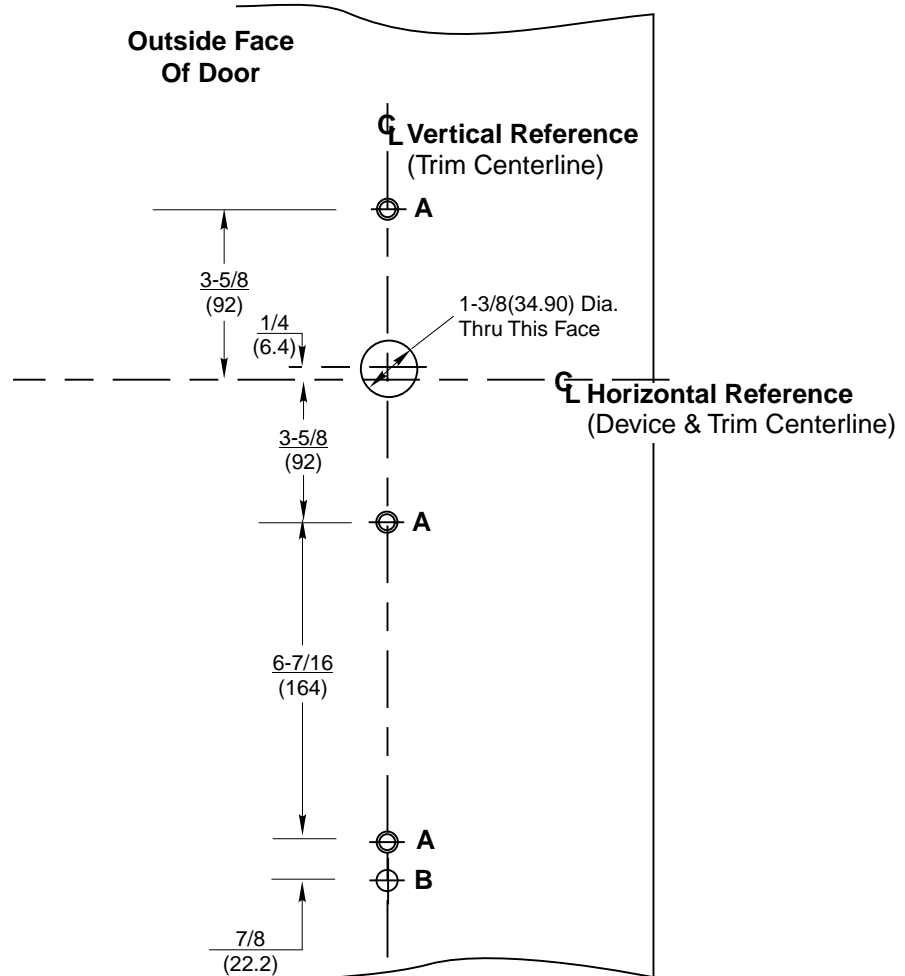 Outside Face
Of Door
CL Vertical Reference
(Trim Centerline)
A
3-5/8
(92)
1-3/8(34.90) Dia.
Thru This Face
1/4
(6.4)
CL Horizontal Reference
(Device & Trim Centerline)
3-5/8
(92)
A
6-7/16
(164)
A
B
7/8
(22.2)